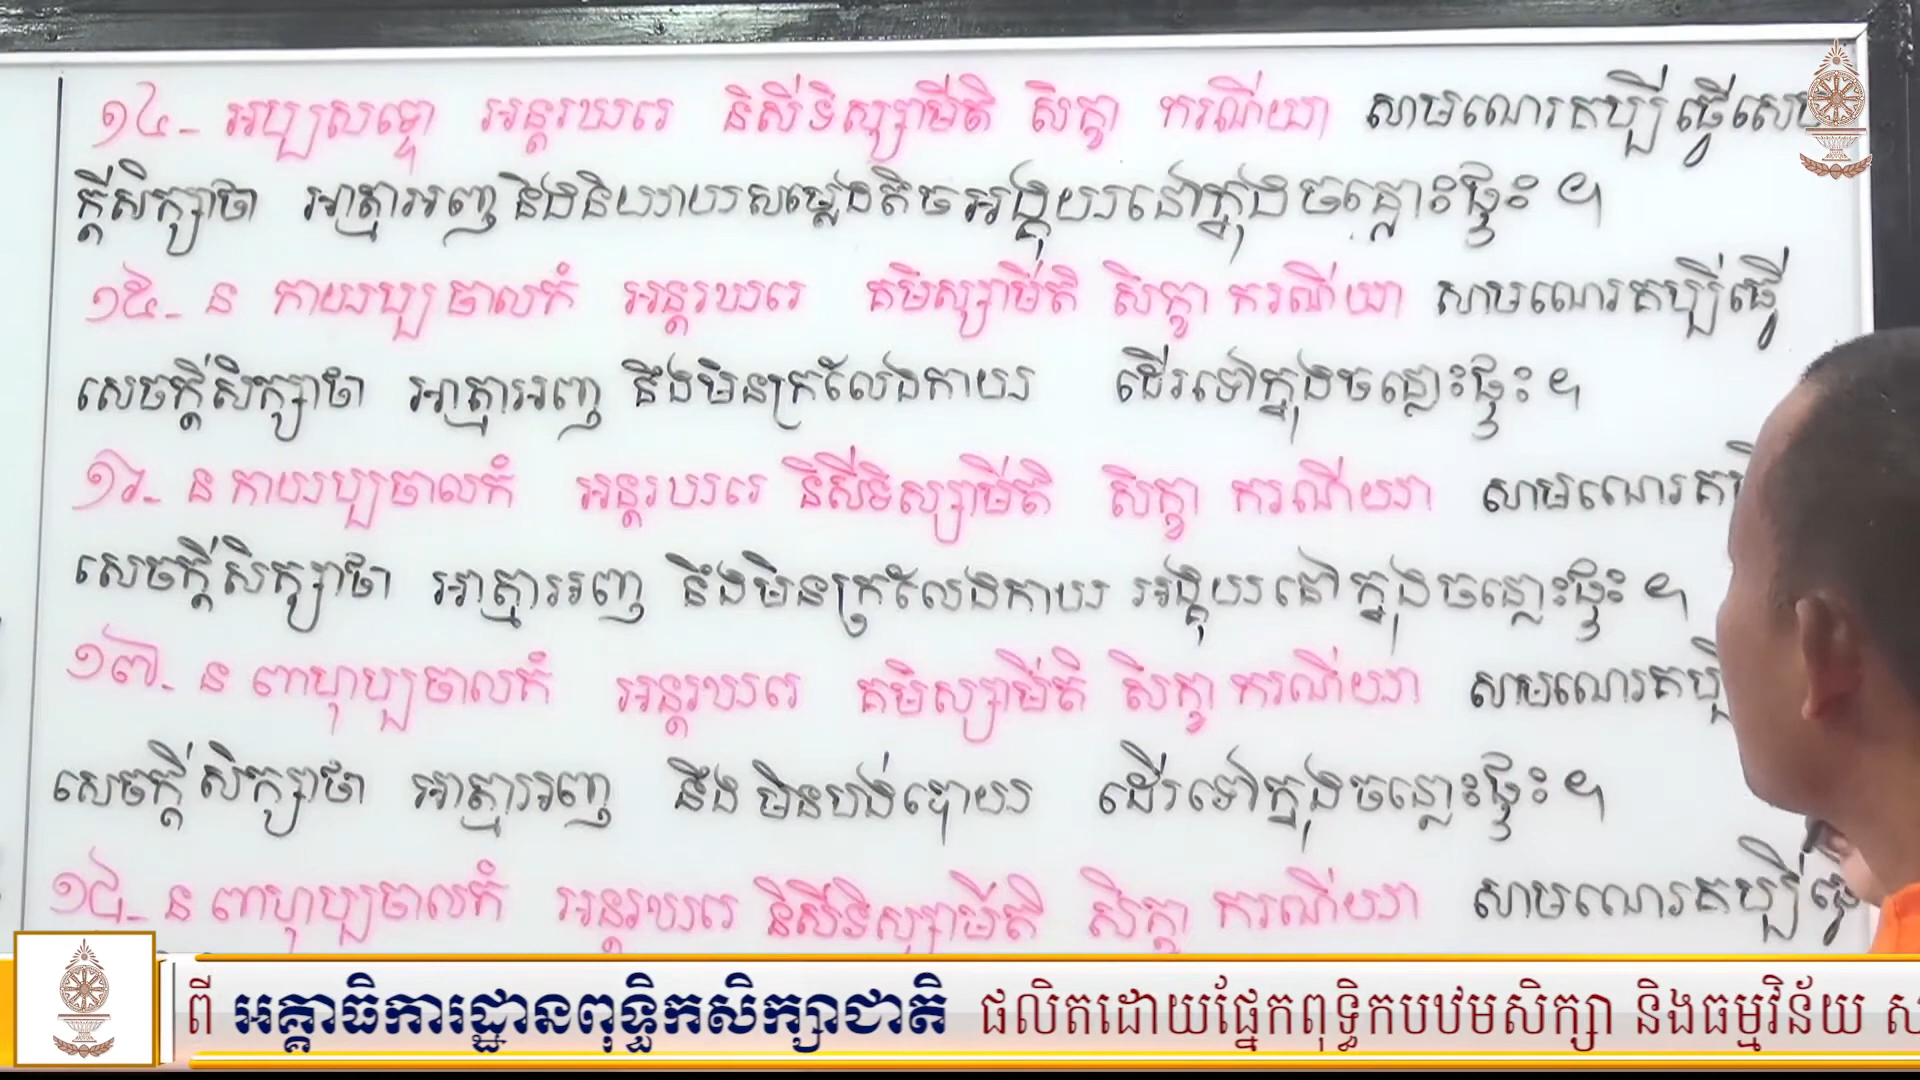 ១៤- អប្បសទ្ទោ អន្តរឃរេ និសីទិស្សាមីតិ សិក្ខា ករណីយា សាមណេរគប្បីធ្វើសេច
ក្តីសិក្សាថា អាត្មាអញនឹងនិយាយសម្លេងតិចអង្គុយនៅក្នុងចន្លោះផ្ទះ ។
១៥- ន កាយប្បចាលកំ អន្តរឃរេ គមិស្សាមីតិ សិក្ខា ករណីយា សាមណេរគប្បីធ្វើ
សេចក្តីសិក្សាថា អាត្មាអញ នឹងមិនក្រលែងកាយ ដើរទៅក្នុងចន្លោះផ្ទះ ។
១៦- ន កាយប្បចាលកំ អន្តរឃរេ និសីទិស្សាមីតិ សិក្ខា ករណីយា សាមណេរ
សេចក្តីសិក្សាថា អាត្មាអញ នឹងមិនក្រលែងកាយ អង្គុយនៅក្នុងចន្លោះផ្ទះ ។
១៧- ន ពាហុប្បចាលកំ អន្តរឃរេ គមិស្សាមីតិ សិក្ខា ករណីយា សាមណេរគប្បី
សេចក្តីសិក្សាថា អាត្មាអញ នឹងមិនបង់បោយ ដើរទៅក្នុងចន្លោះផ្ទះ ។
១៨- ន ពាហុប្បចាលកំ អន្តរឃរេ និសីទិស្សាមីតិ សិក្ខា ករណីយា សាមណេរគប្បីធ្វើ
ពី អគ្គាធិការដ្ឋានពុទ្ធិកសិក្សាជាតិ ផលិតដោយផ្នែកពុទ្ធិកបឋមសិក្សា និងធម្មវិន័យ